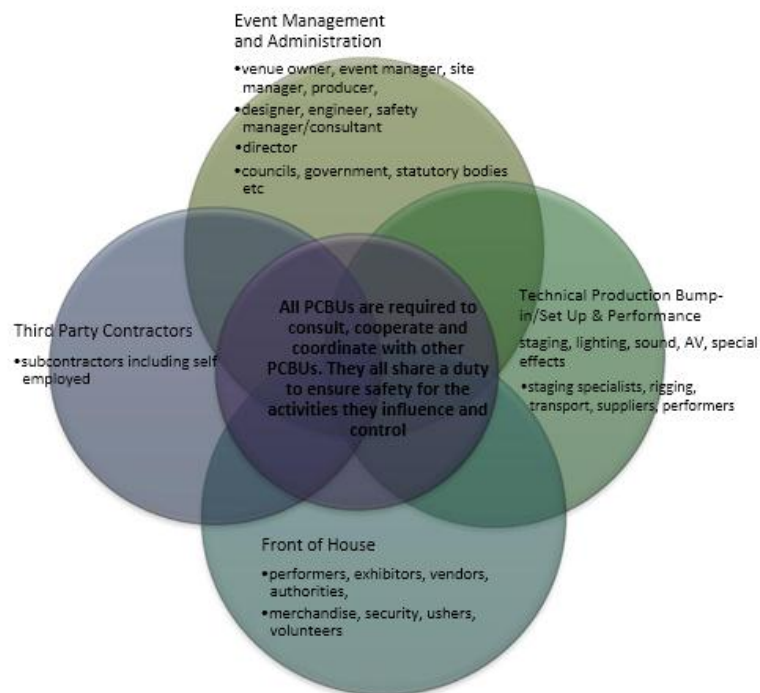 Event Management
and Administration
•venue owner, event manager, site
manager, producer,
•designer, engineer, safety
manager/consultant
•director
•councils, government, statutory bodies
etc
Third Party Contractors
•subcontractors including self
employed
All PCBUs are required to
consult, cooperate and
coordinate with other
PCBUs. They all share a duty
to ensure safety for the
activities they influence and
control
Technical Production Bump-
in/Set Up & Performance
staging, lighting, sound, AV, special
effects
•staging specialists, rigging,
transport, suppliers, performers
Front of House
•performers, exhibitors, vendors,
authorities,
•merchandise, security, ushers,
volunteers